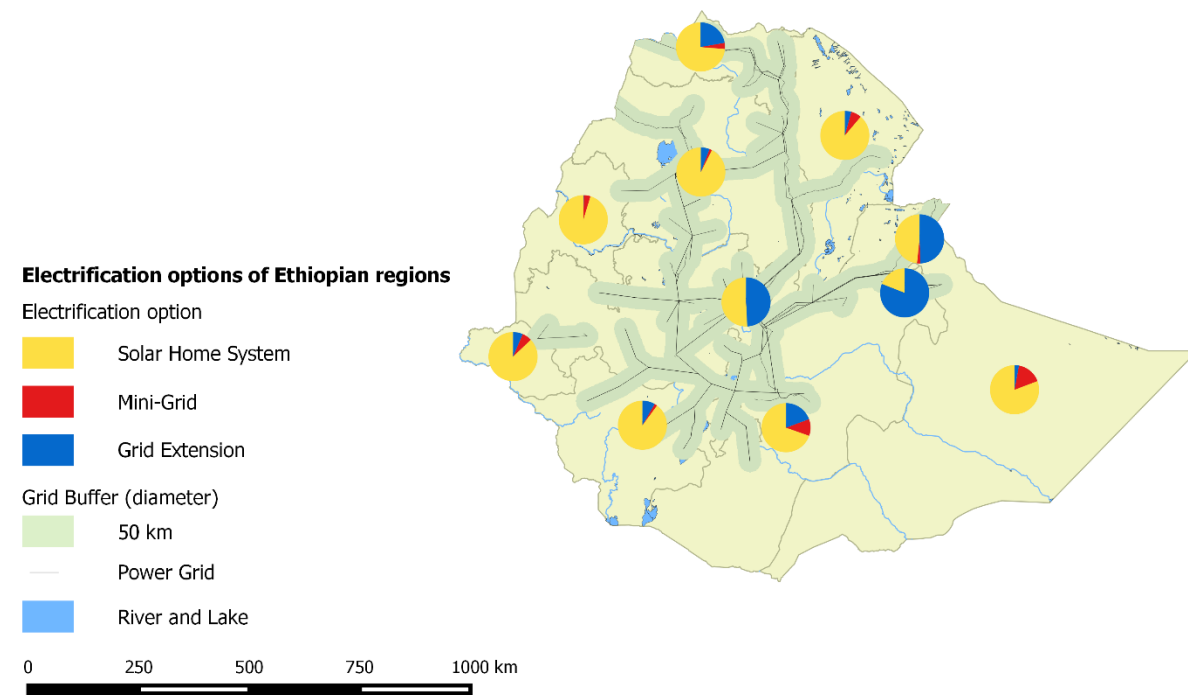 Electrification options of Ethiopian regions
Electrification option
Solar Home System
Mini-Grid
Grid Extension
Grid Buffer (diameter)
50 km
Power Grid
River and Lake
0 250 500 750 1000 km